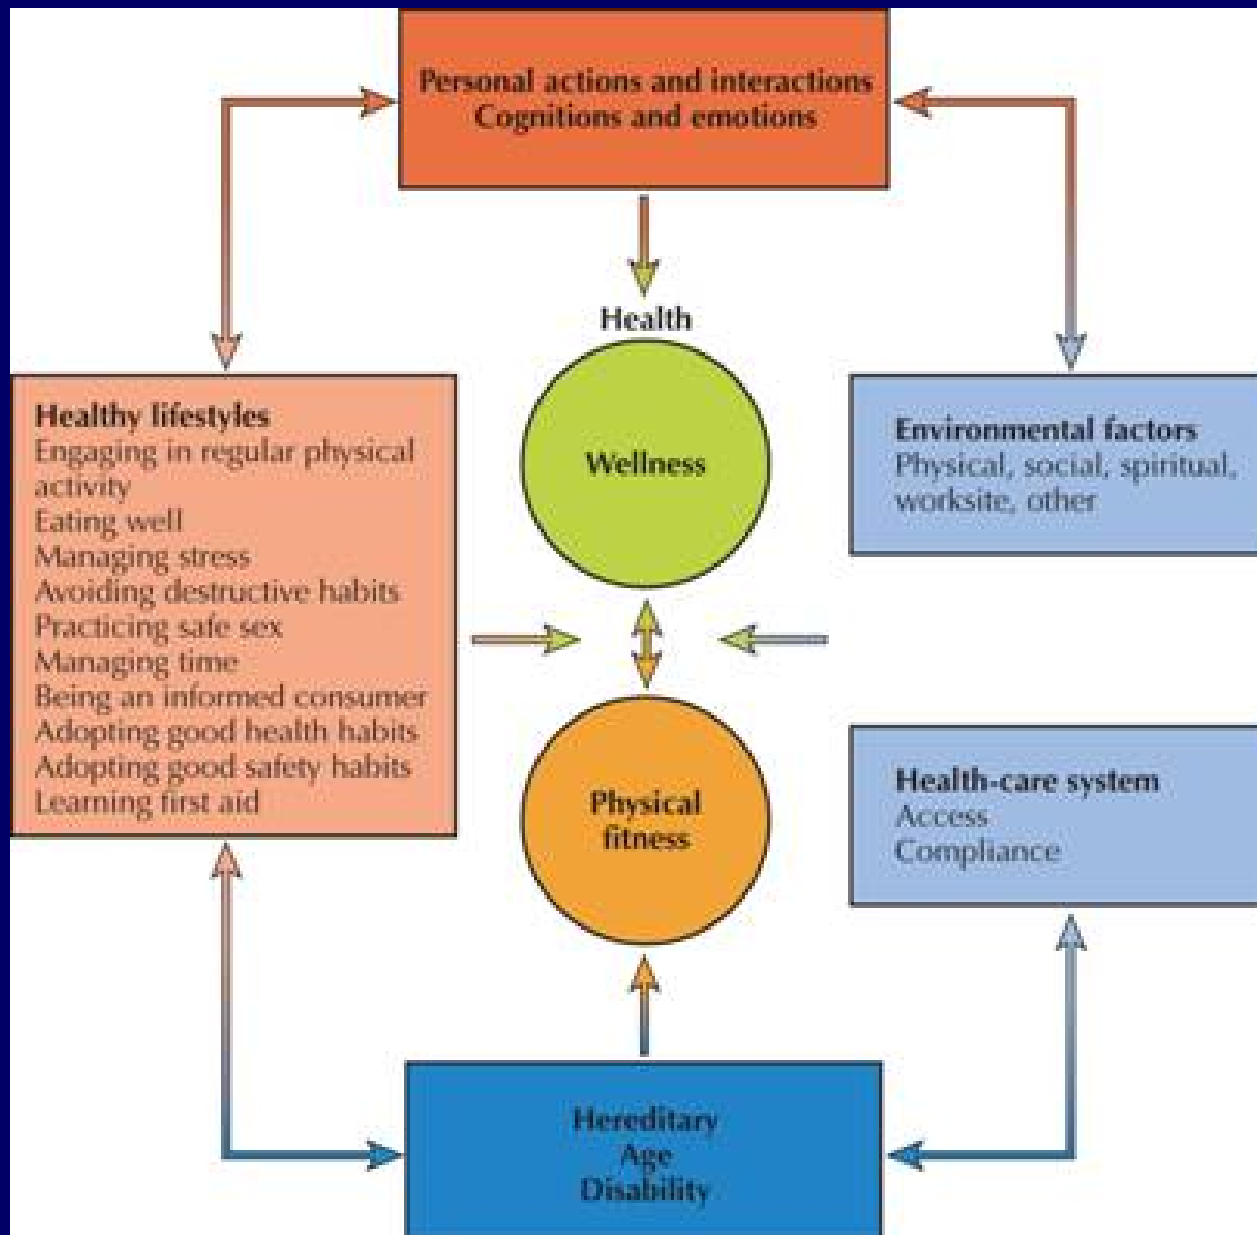 Personal actions and interactions
Cognitions and emotions
Health
Wellness
Healthy lifestyles
Engaging in regular physical
activity
Eating well
Managing stress
Avoiding destructive habits
Practicing safe sex
Managing time
Being an informed consumer
Adopting good health habits
Adopting good safety habits
Learning first aid
Environmental factors
Physical, social, spiritual,
worksite, other
Physical
fitness
Health-care system
Access
Compliance
Hereditary
Age
Disability